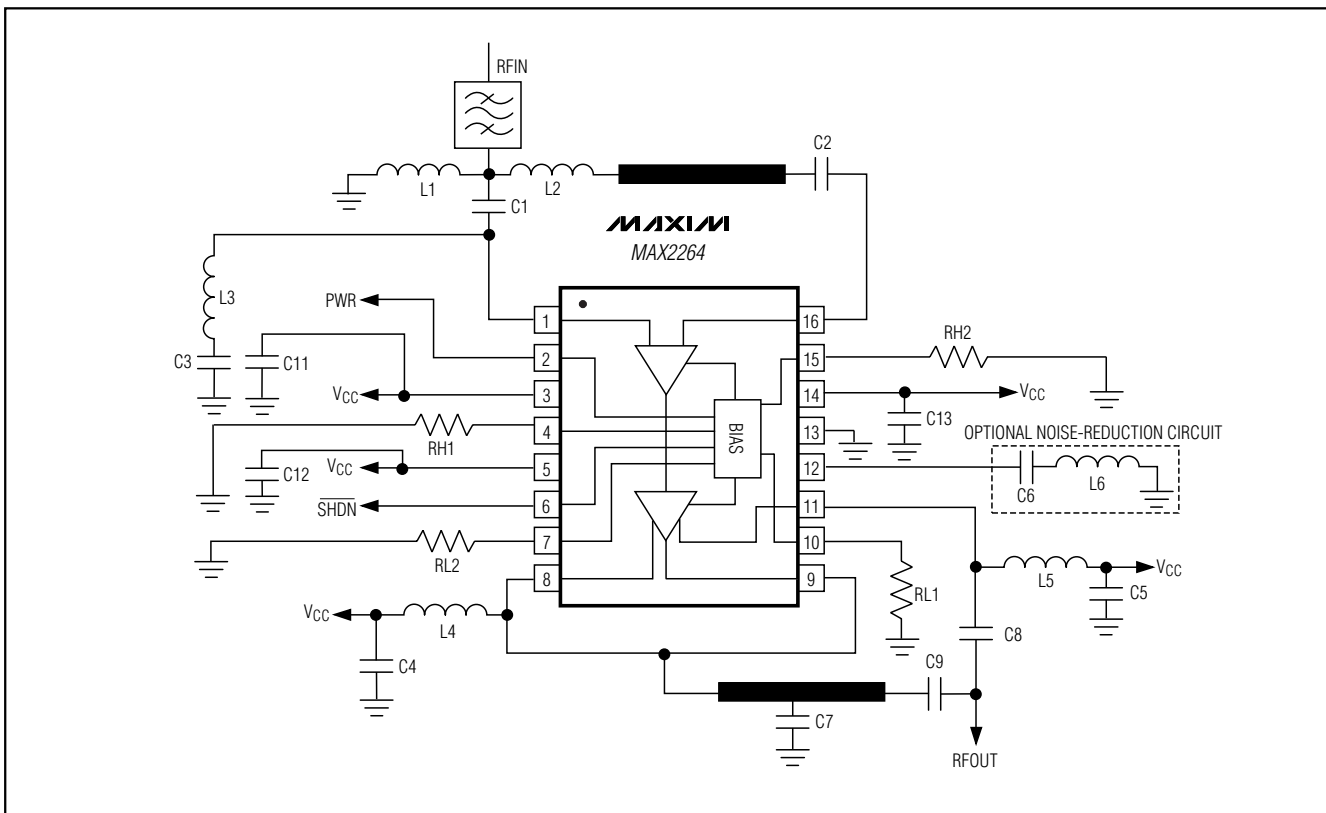 RFIN
C2
L1
L2
C1
MAXIM
MAX2264
L3
PWR
1
16
RH2
C3
C11
2
15
VCC
3
14
VCC
C13
RH1
4
BIAS
13
OPTIONAL NOISE-REDUCTION CIRCUIT
C12
VCC
5
12
C6
L6
SHDN
6
11
RL2
7
10
L5
VCC
8
9
RL1
C5
VCC
L4
C8
C4
C9
C7
RFOUT